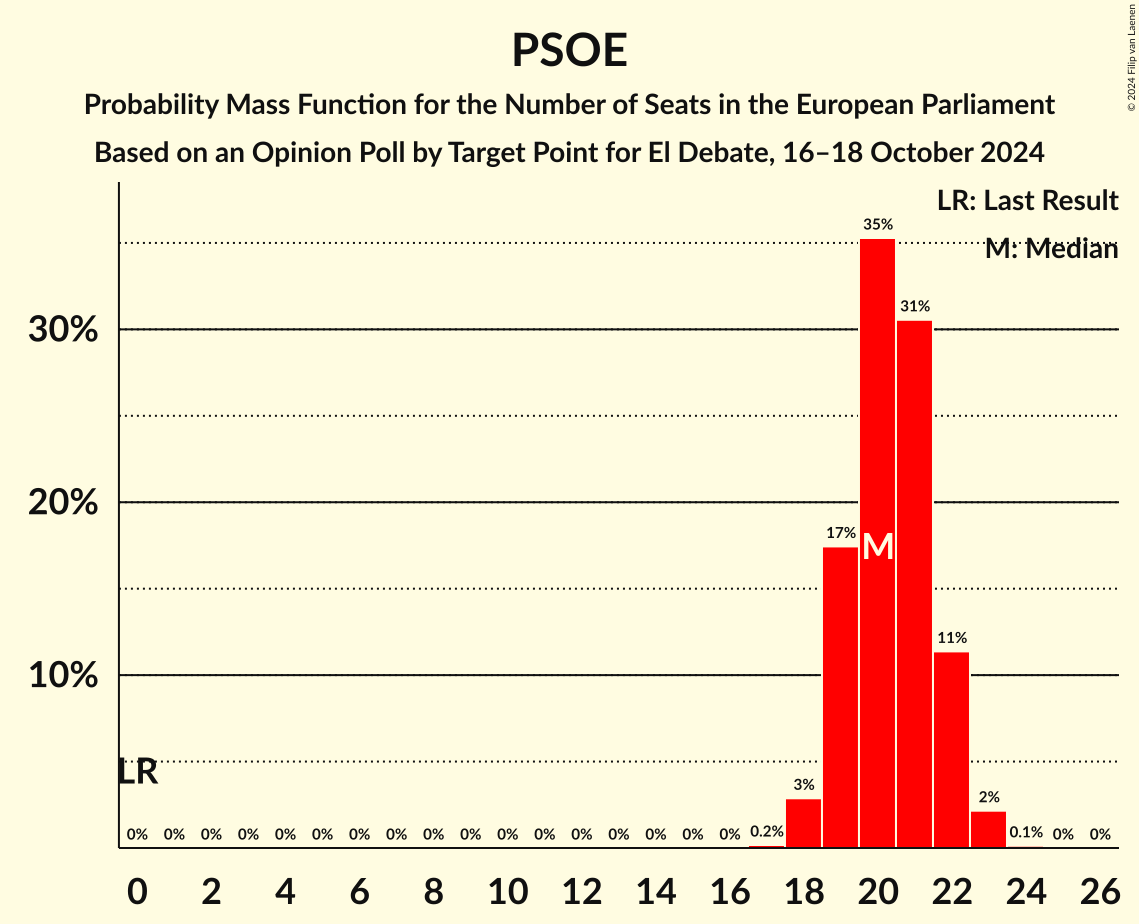 PSOE
Probability Mass Function for the Number of Seats in the European Parliament
Based on an Opinion Poll by Target Point for El Debate, 16–18 October 2024
© 2024 Filip van Laenen
LR: Last Result
M: Median
30%
20%
10%
35%
31%
17%
M
11%
LR
3%
2%
0% 0% 0% 0% 0% 0% 0% 0% 0% 0% 0% 0% 0% 0% 0% 0% 0% 0.2% 0.1% 0% 0%
0 2 4 6 8 10 12 14 16 18 20 22 24 26